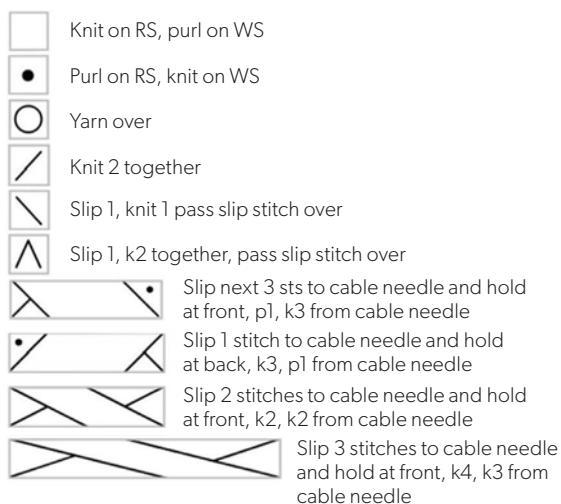 Knit on RS, purl on WS
Purl on RS, knit on WS
Yarn over
Knit 2 together
Slip 1, knit 1 pass slip stitch over
Slip 1, k2 together, pass slip stitch over
Slip next 3 sts to cable needle and hold
at front, p1, k3 from cable needle
Slip 1 stitch to cable needle and hold
at back, k3, p1 from cable needle
Slip 2 stitches to cable needle and hold
at front, k2, k2 from cable needle
Slip 3 stitches to cable needle
and hold at front, k4, k3 from
cable needle